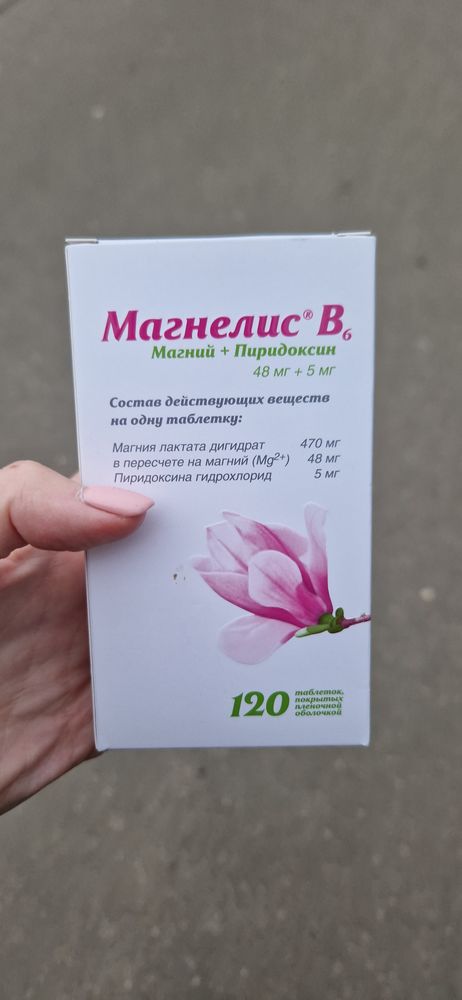 Магнелис® B₆
Магний + Пиридоксин
48 мг + 5 мг
Состав действующих веществ
на одну таблетку:
Магния лактата дигидрат 470 мг
в пересчете на магний (Mg²⁺) 48 мг
Пиридоксина гидрохлорид 5 мг
120 таблеток,
покрытых
пленочной
оболочкой